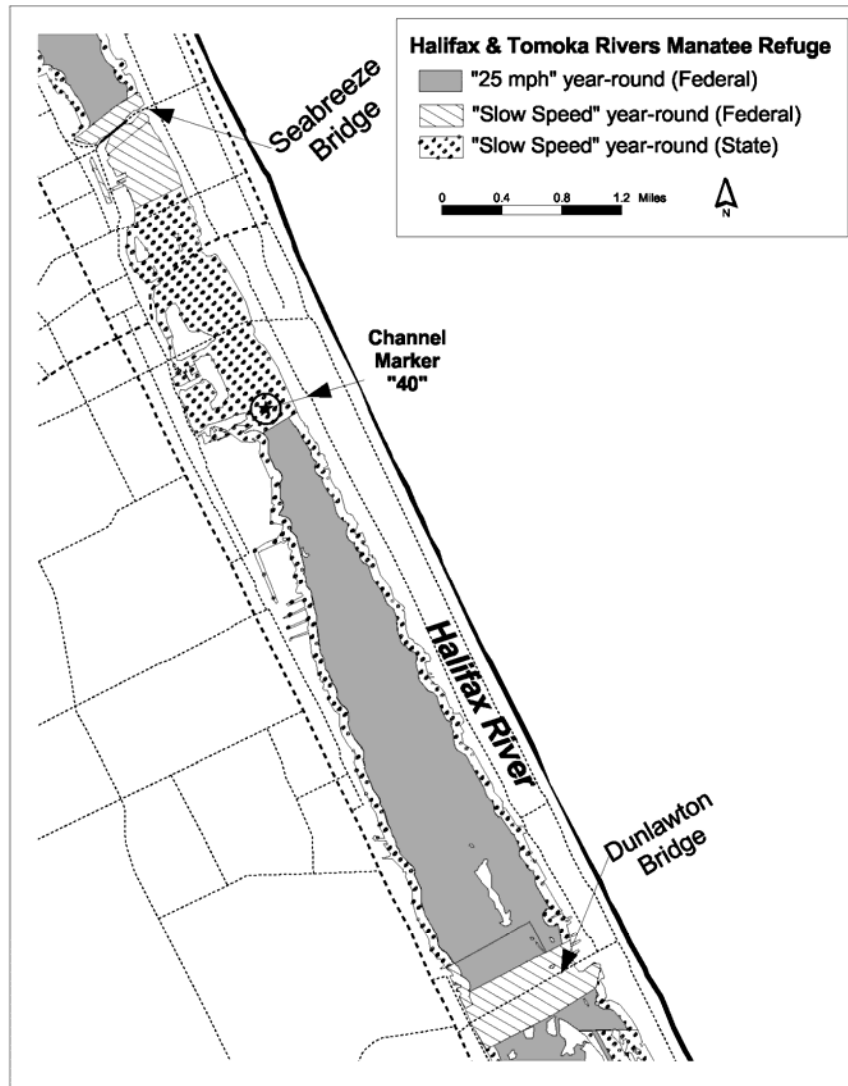 Halifax & Tomoka Rivers Manatee Refuge
"25 mph" year-round (Federal)
"Slow Speed" year-round (Federal)
"Slow Speed" year-round (State)
0 0.4 0.8 1.2 Miles
N
Seabreeze
Bridge
Channel
Marker
"40"
Halifax River
Dunlawton
Bridge